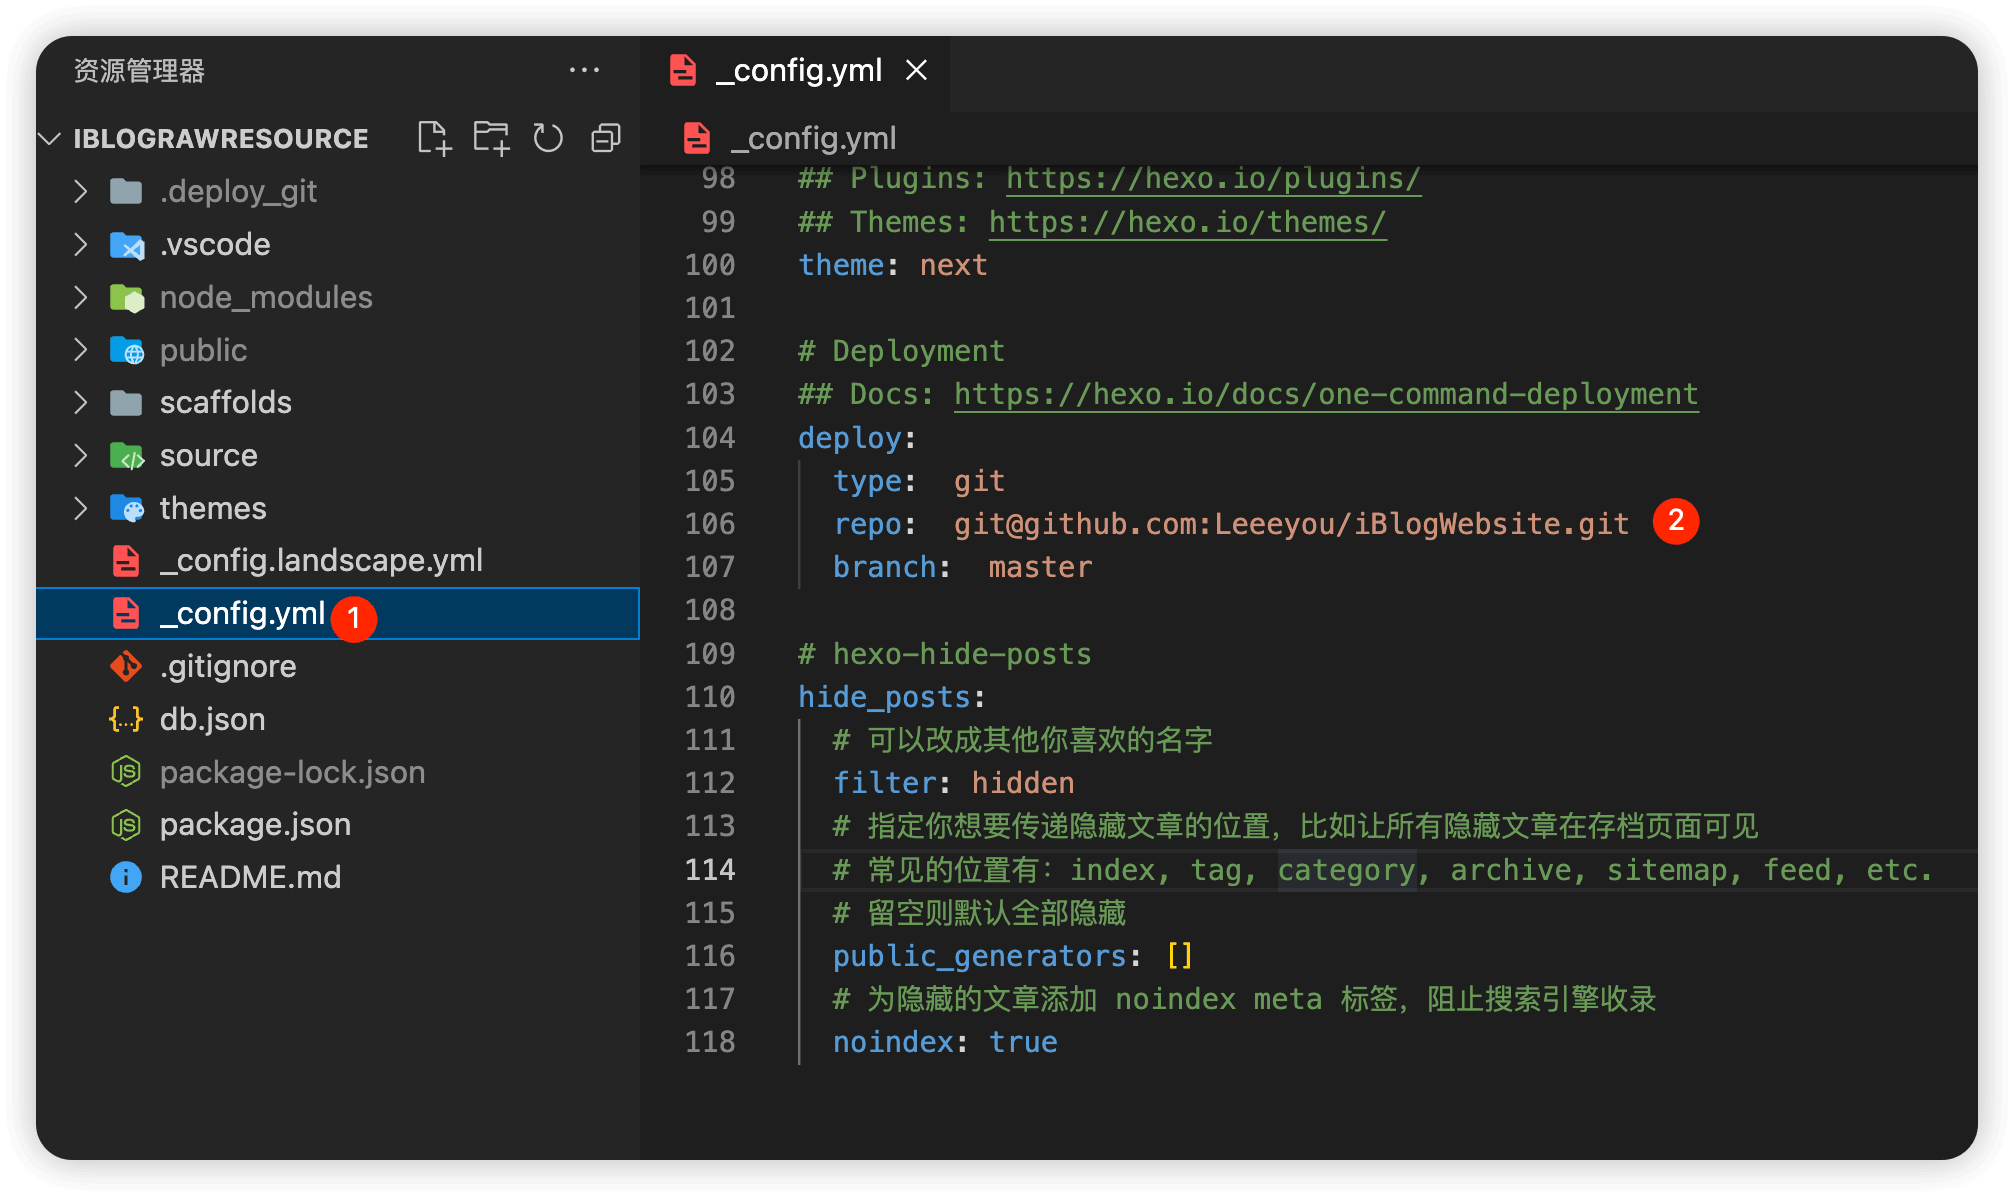 资源管理器
IBLOGRAWRESOURCE
.deploy_git
.vscode
node_modules
public
scaffolds
source
themes
_config.landscape.yml
_config.yml 1
.gitignore
db.json
package-lock.json
package.json
README.md
_config.yml
_config.yml
98 ## Plugins: https://hexo.io/plugins/
99 ## Themes: https://hexo.io/themes/
100 theme: next
101
102 # Deployment
103 ## Docs: https://hexo.io/docs/one-command-deployment
104 deploy:
105   type:  git
106   repo:  git@github.com:Leeeyou/iBlogWebsite.git 2
107   branch:  master
108
109 # hexo-hide-posts
110 hide_posts:
111   # 可以改成其他你喜欢的名字
112   filter: hidden
113   # 指定你想要传递隐藏文章的位置，比如让所有隐藏文章在存档页面可见
114   # 常见的位置有：index, tag, category, archive, sitemap, feed, etc.
115   # 留空则默认全部隐藏
116   public_generators: []
117   # 为隐藏的文章添加 noindex meta 标签，阻止搜索引擎收录
118   noindex: true